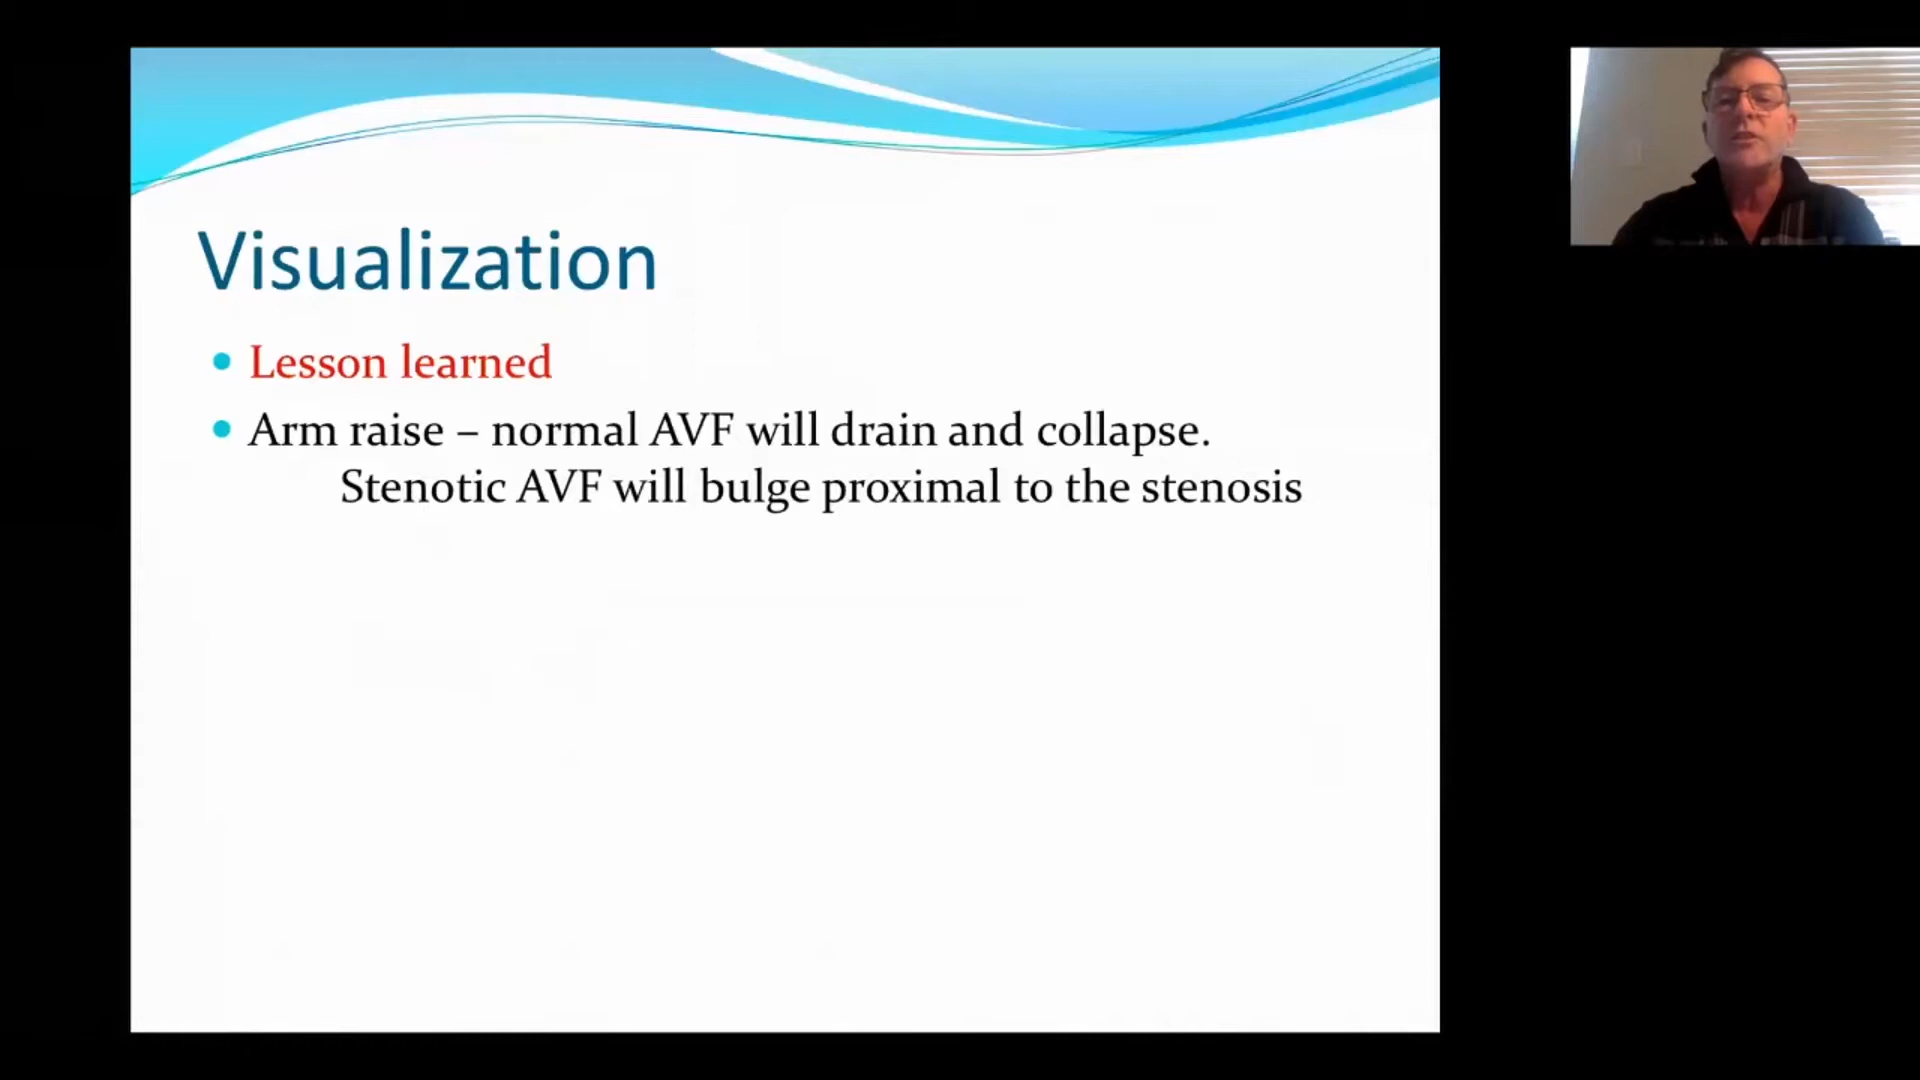 Visualization
Lesson learned
Arm raise – normal AVF will drain and collapse.
Stenotic AVF will bulge proximal to the stenosis